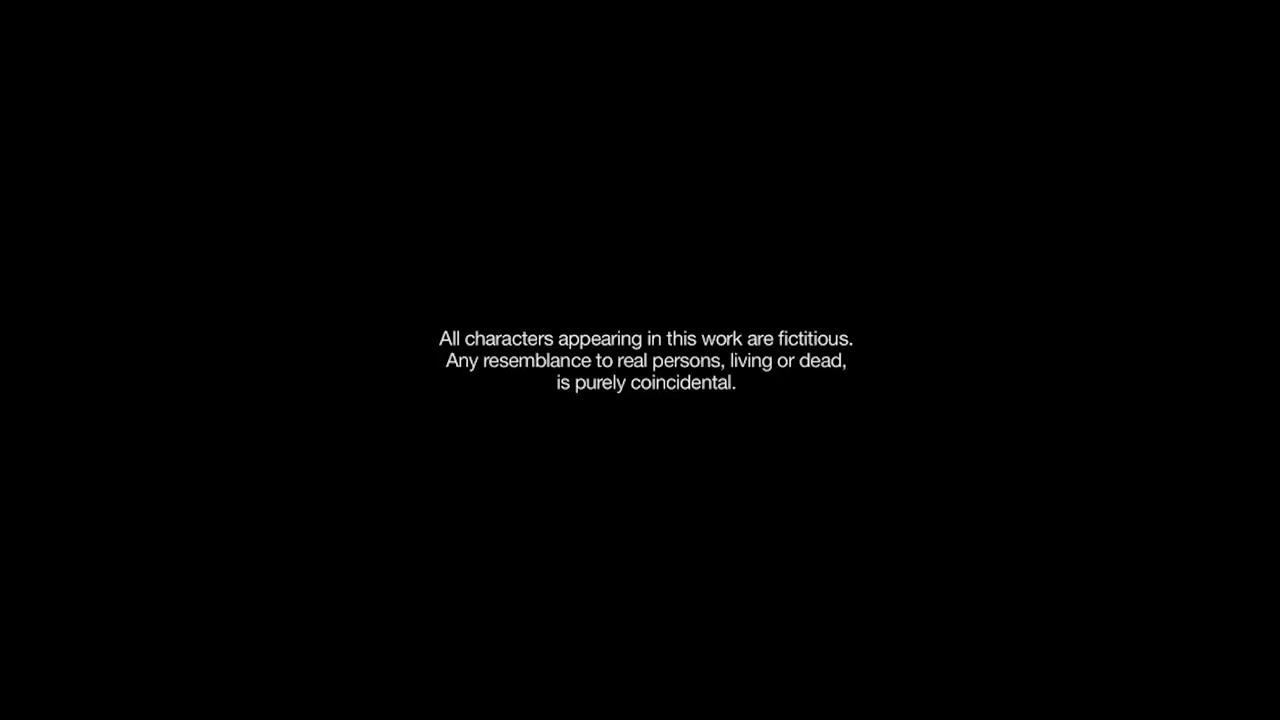 All characters appearing in this work are fictitious.
Any resemblance to real persons, living or dead,
is purely coincidental.